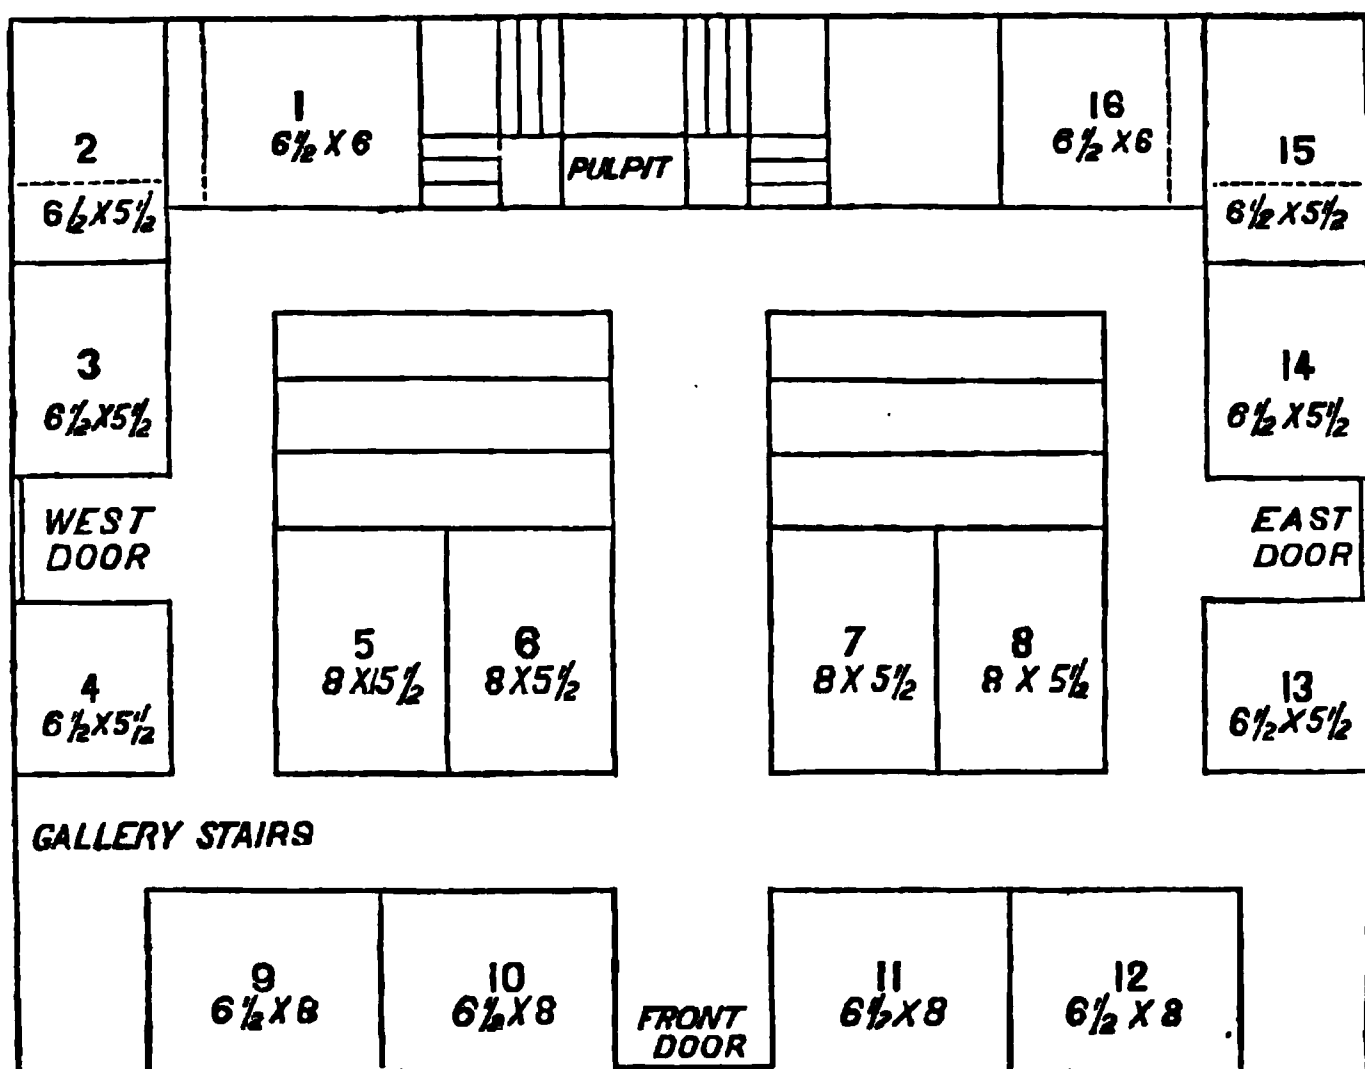 1
6½ X 6
2
6½ X 5½
3
6½ X 5½
WEST
DOOR
4
6½ X 5½
PULPIT
16
6½ X 6
15
6½ X 5½
14
6½ X 5½
EAST
DOOR
13
6½ X 5½
5
8 X 15½
6
8 X 5½
7
8 X 5½
8
8 X 5½
GALLERY STAIRS
9
6½ X 8
10
6½ X 8
FRONT
DOOR
11
6½ X 8
12
6½ X 8